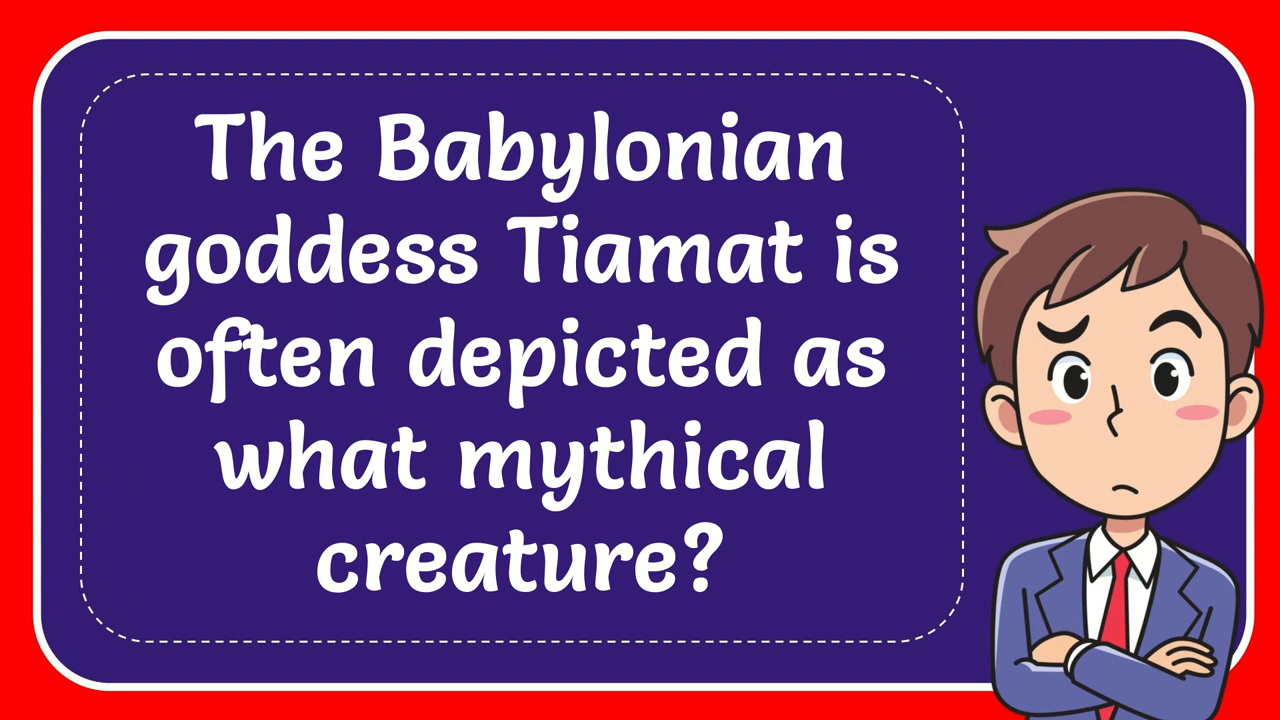 The Babylonian
goddess Tiamat is
often depicted as
what mythical
creature?